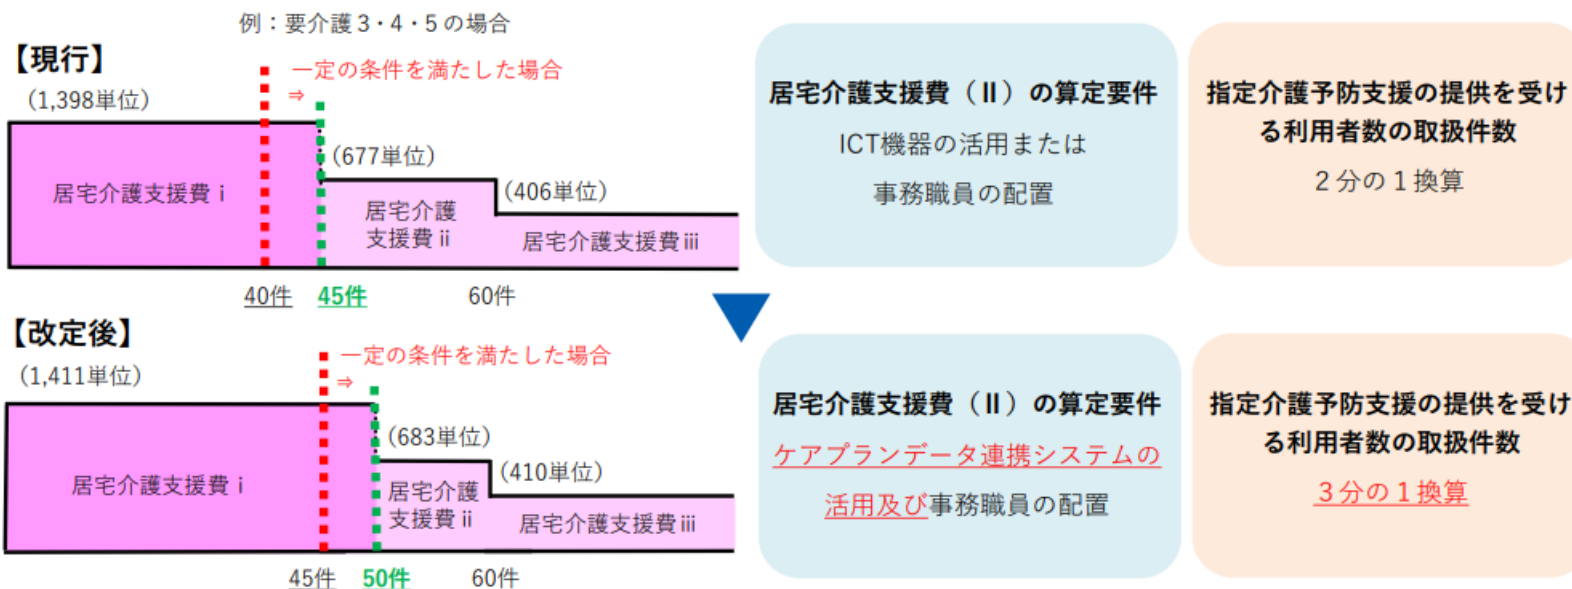 例：要介護３・４・５の場合
【現行】
一定の条件を満たした場合
⇒
（1,398単位）
（677単位）
（406単位）
居宅介護支援費ⅰ
居宅介護
支援費ⅱ
居宅介護支援費ⅲ
40件
45件
60件
居宅介護支援費（Ⅱ）の算定要件
ICT機器の活用または
事務職員の配置
指定介護予防支援の提供を受け
る利用者数の取扱件数
２分の１換算
【改定後】
一定の条件を満たした場合
⇒
（1,411単位）
（683単位）
（410単位）
居宅介護支援費ⅰ
居宅介護
支援費ⅱ
居宅介護支援費ⅲ
45件
50件
60件
居宅介護支援費（Ⅱ）の算定要件
ケアプランデータ連携システムの
活用及び事務職員の配置
指定介護予防支援の提供を受け
る利用者数の取扱件数
３分の１換算